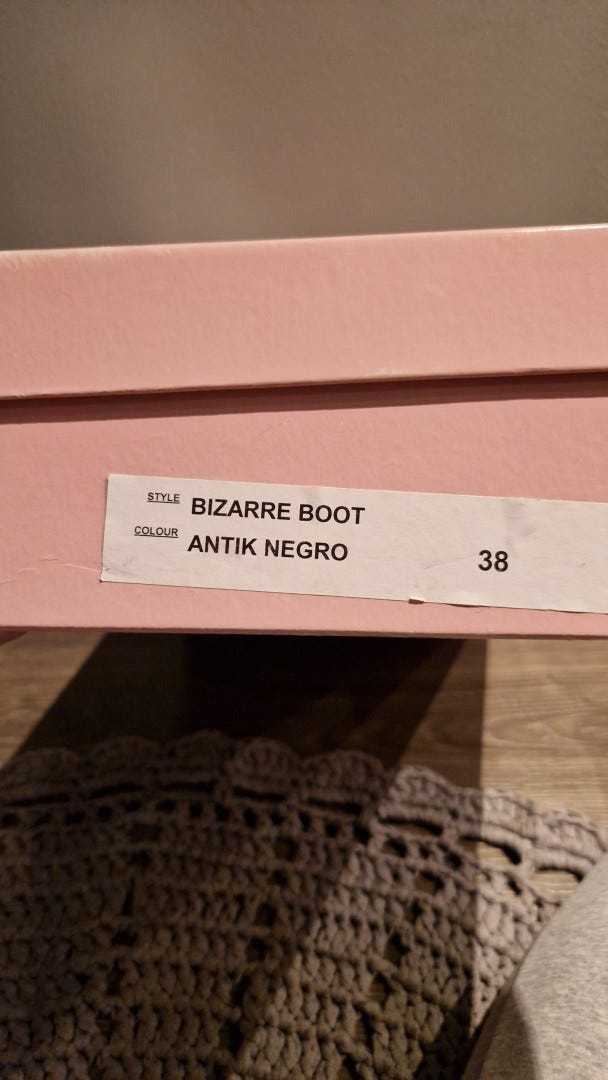 STYLE BIZARRE BOOT
COLOUR ANTIK NEGRO 38